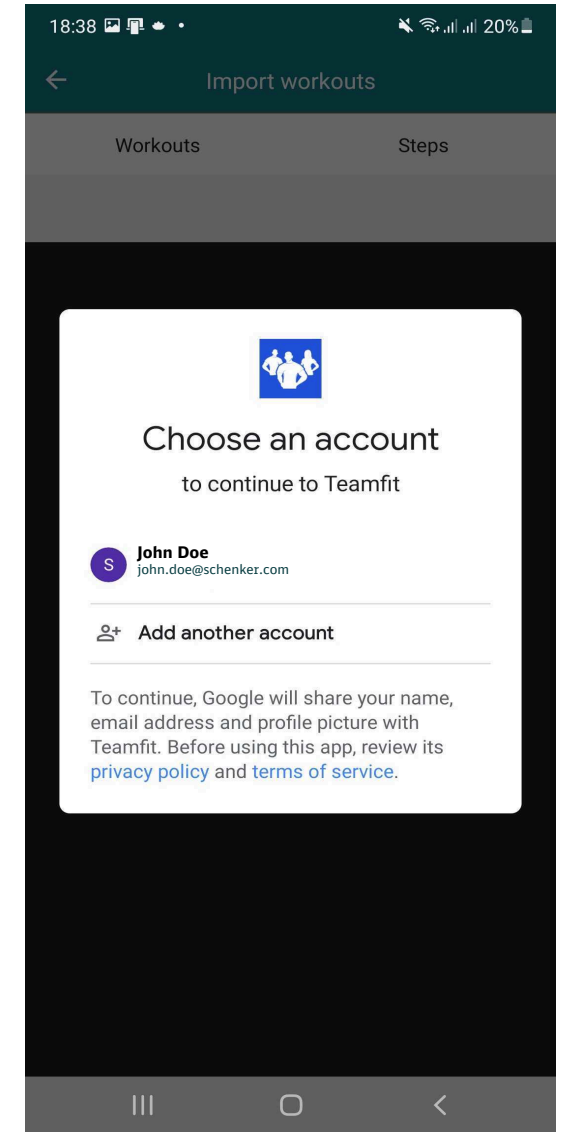 18:38 20%
Import workouts
Workouts Steps
Choose an account
to continue to Teamfit
S John Doe
john.doe@schenker.com
Add another account
To continue, Google will share your name,
email address and profile picture with
Teamfit. Before using this app, review its
privacy policy and terms of service.